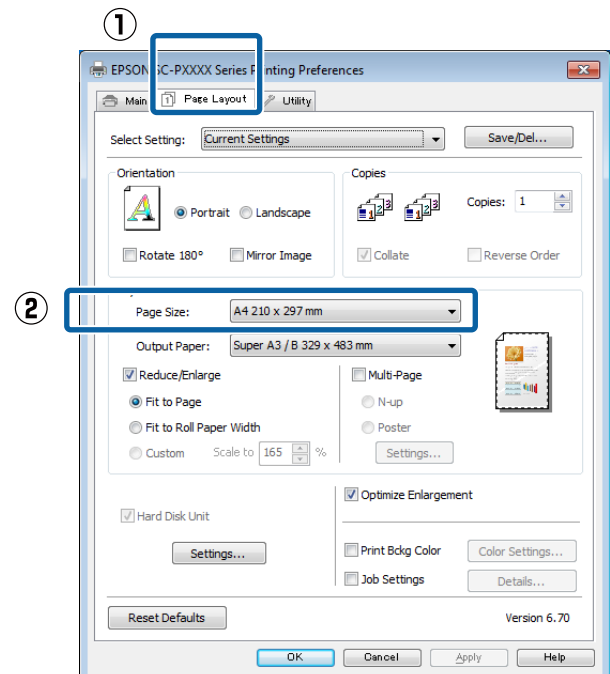 ①
EPSON SC-PXXXX Series Printing Preferences
Main Page Layout Utility
Select Setting: Current Settings Save/Del...
Orientation Copies
Portrait Landscape Copies: 1
Rotate 180° Mirror Image Collate Reverse Order
②
Page Size: A4 210 x 297 mm
Output Paper: Super A3 / B 329 x 483 mm
Reduce/Enlarge Multi-Page
Fit to Page N-up
Fit to Roll Paper Width Poster
Custom Scale to 165 % Settings...
Optimize Enlargement
Hard Disk Unit
Settings... Print Bckg Color Color Settings...
Job Settings Details...
Reset Defaults Version 6.70
OK Cancel Apply Help